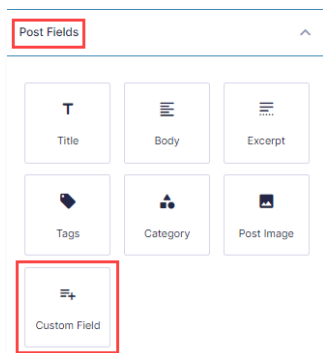 Post Fields
T
Title
Body
Excerpt
Tags
Category
Post Image
Custom Field